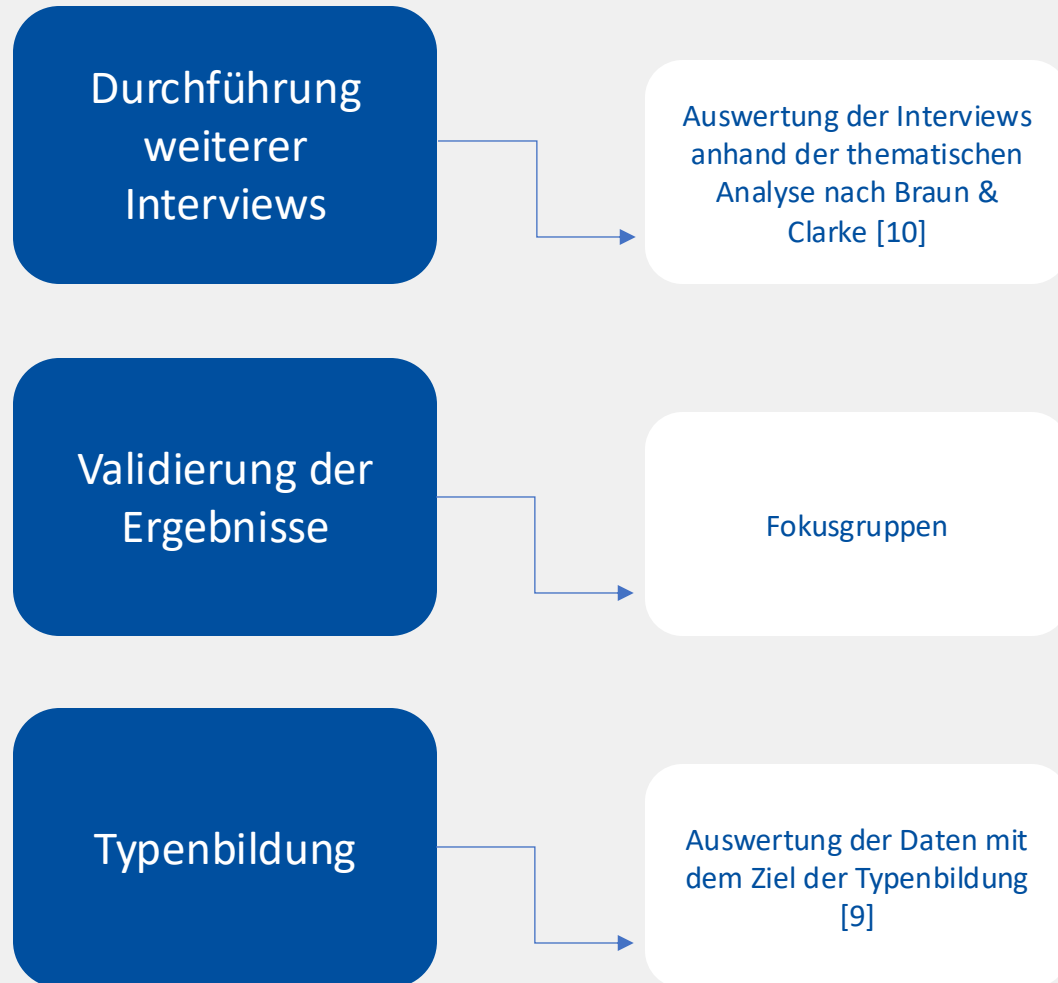 Durchführung
weiterer
Interviews
Auswertung der Interviews
anhand der thematischen
Analyse nach Braun &
Clarke [10]
Validierung der
Ergebnisse
Fokusgruppen
Typenbildung
Auswertung der Daten mit
dem Ziel der Typenbildung
[9]